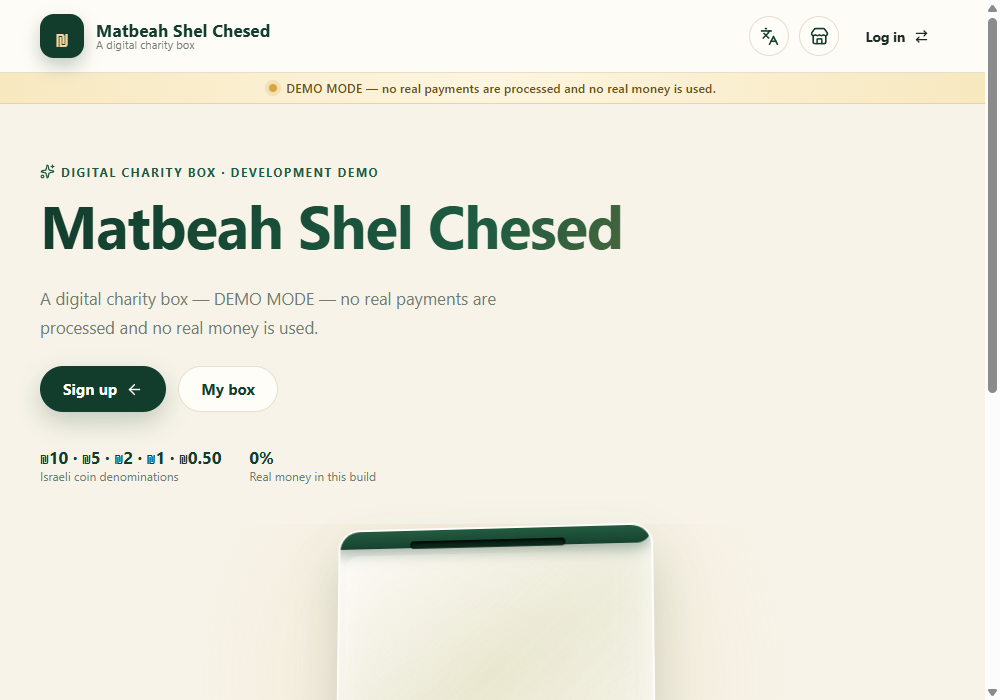 ₪
Matbeah Shel Chesed
A digital charity box
Log in
DEMO MODE — no real payments are processed and no real money is used.
DIGITAL CHARITY BOX · DEVELOPMENT DEMO
Matbeah Shel Chesed
A digital charity box — DEMO MODE — no real payments are
processed and no real money is used.
Sign up
My box
₪10 · ₪5 · ₪2 · ₪1 · ₪0.50
Israeli coin denominations
0%
Real money in this build